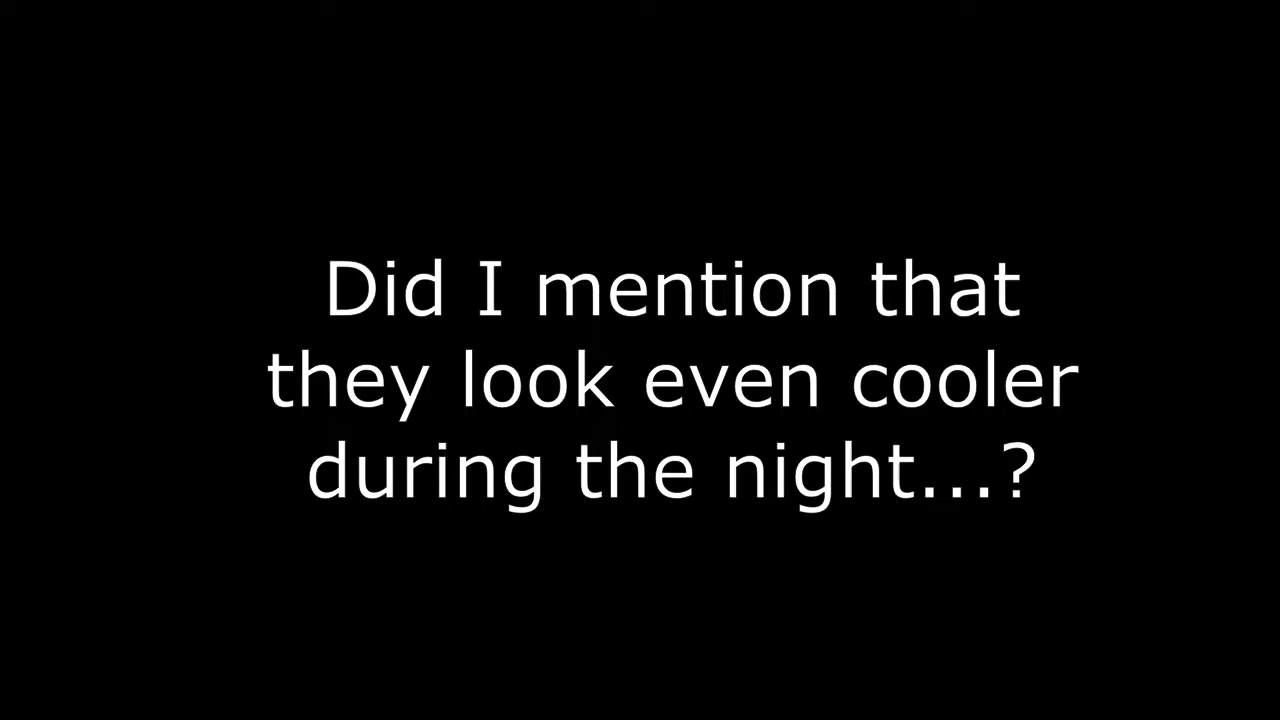 Did I mention that
they look even cooler
during the night...?